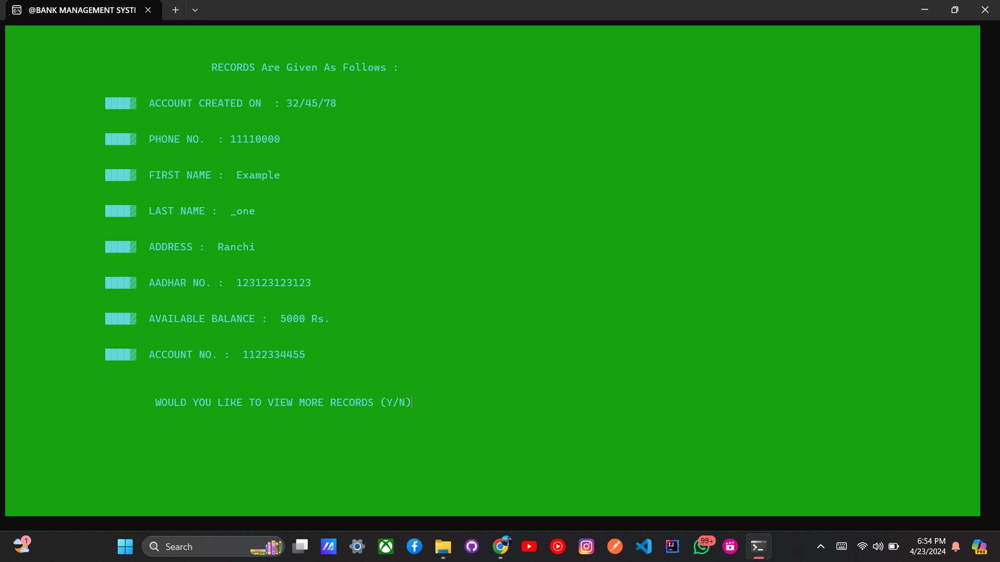 @BANK MANAGEMENT SYSTI
RECORDS Are Given As Follows :
ACCOUNT CREATED ON : 32/45/78
PHONE NO. : 11110000
FIRST NAME : Example
LAST NAME : _one
ADDRESS : Ranchi
AADHAR NO. : 123123123123
AVAILABLE BALANCE : 5000 Rs.
ACCOUNT NO. : 1122334455
WOULD YOU LIKE TO VIEW MORE RECORDS (Y/N)
1
Search
99+
6:54 PM
4/23/2024
PRE